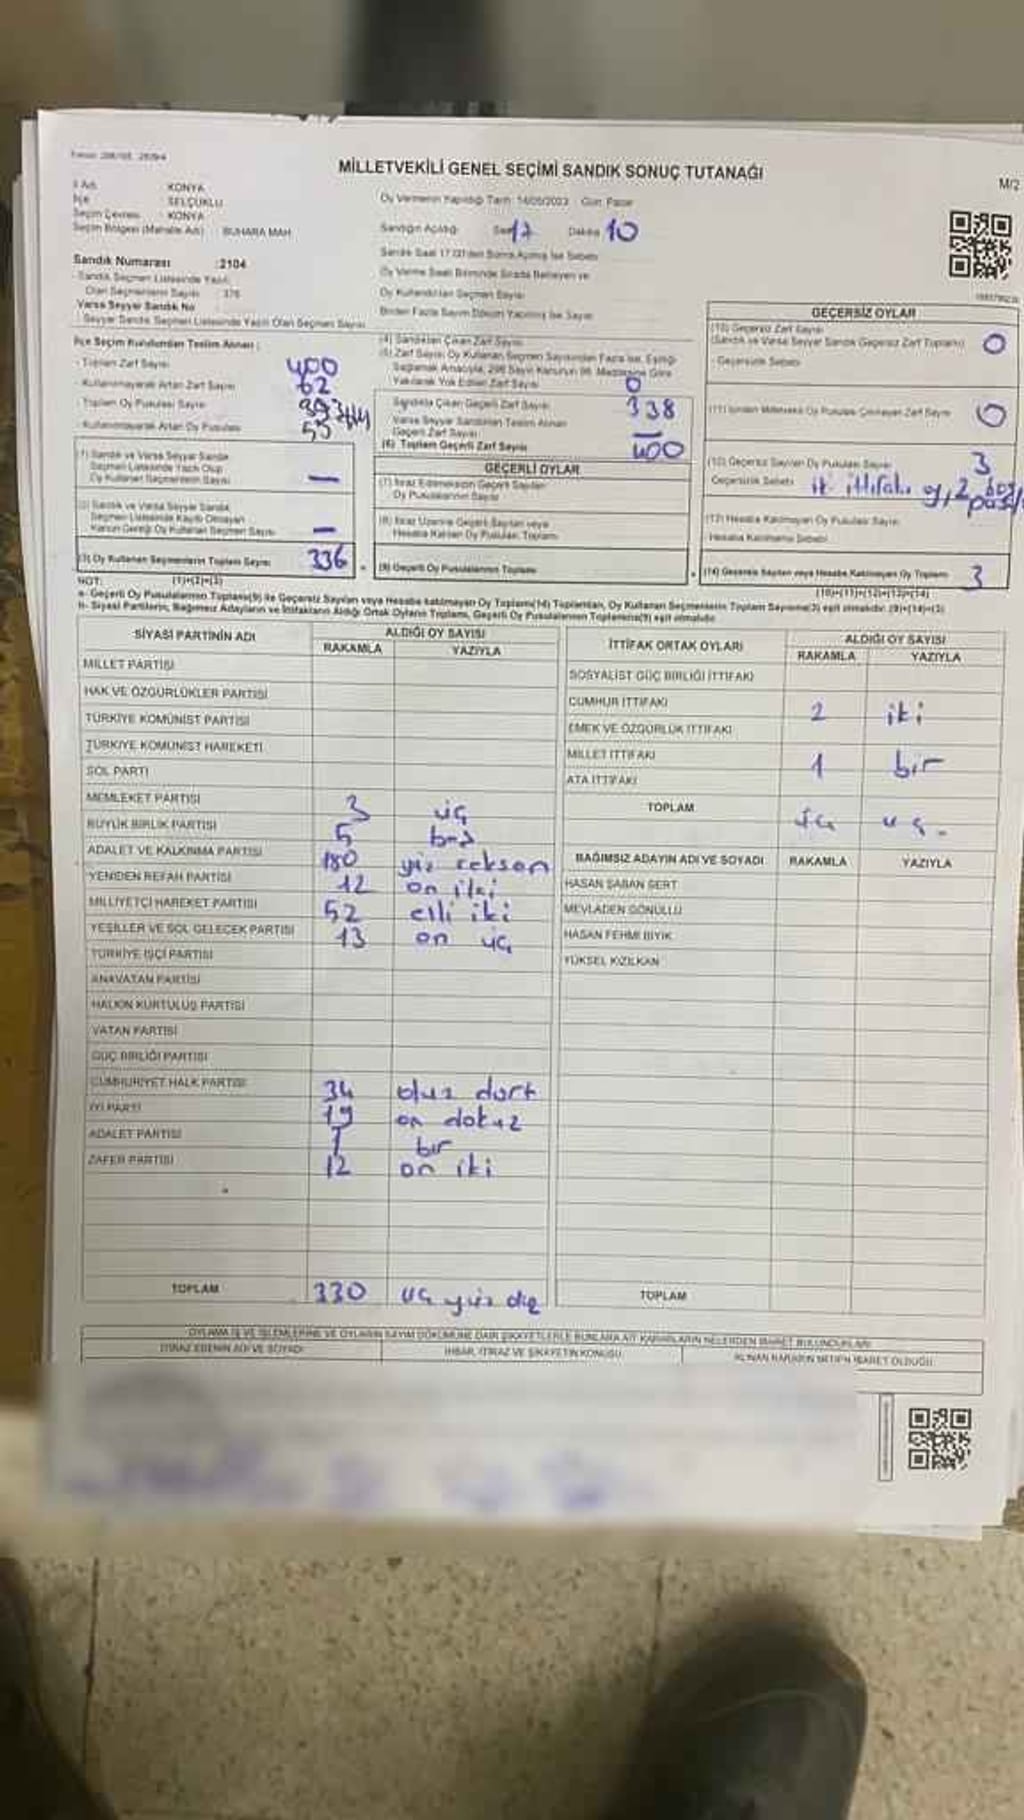 MİLLETVEKİLİ GENEL SEÇİMİ SANDIK SONUÇ TUTANAĞI
M/2
KONYA
İlçe SELÇUKLU
Seçim Çevresi KONYA
Seçim Bölgesi (Mahalle Adı) BUHARA MAH
Oy Vermenin Yapıldığı Tarih: 14/05/2023 Gün: Pazar
Sandığın Açıldığı Saat 17 Dakika 10
Sandık Numarası :2104
Sandık Seçmen Listesinde Yazılı
Olan Seçmenlerin Sayısı : 376
Varsa Seyyar Sandık No
Seyyar Sandık Seçmen Listesinde Yazılı Olan Seçmen Sayısı
Sandık Saat 17.00'den Sonra Açılmış İse Sebebi
Oy Verme Saati Bitiminde Sırada Bekleyen ve
Oy Kullandırılan Seçmen Sayısı
Birden Fazla Sayım Döküm Yapılmış İse Sayısı
İlçe Seçim Kurulundan Teslim Alınan :
- Toplam Zarf Sayısı 400
- Kullanılmayarak Artan Zarf Sayısı 62
- Toplam Oy Pusulası Sayısı
- Kullanılmayarak Artan Oy Pusulası
(1) Sandık ve Varsa Seyyar Sandık
Seçmen Listesinde Yazılı Olup
Oy Kullanan Seçmenlerin Sayısı —
(2) Sandık ve Varsa Seyyar Sandık
Seçmen Listesinde Kayıtlı Olmayan
Kanun Gereği Oy Kullanan Seçmen Sayısı —
(3) Oy Kullanan Seçmenlerin Toplam Sayısı 336
(4) Sandıktan Çıkan Zarf Sayısı
(5) Zarf Sayısı Oy Kullanan Seçmen Sayısından Fazla İse, Eşitliği
Sağlamak Amacıyla, 298 Sayılı Kanunun 98. Maddesine Göre
Yakılarak Yok Edilen Zarf Sayısı 0
Sandıkta Çıkan Geçerli Zarf Sayısı 338
Varsa Seyyar Sandıktan Teslim Alınan
Geçerli Zarf Sayısı —
(6) Toplam Geçerli Zarf Sayısı 400
GEÇERLİ OYLAR
(7) İtiraz Edilmeksizin Geçerli Sayılan
Oy Pusulalarının Sayısı
(8) İtiraz Üzerine Geçerli Sayılan veya
Hesaba Katılan Oy Pusulaları Toplamı
(9) Geçerli Oy Pusulalarının Toplamı
GEÇERSİZ OYLAR
(10) Geçersiz Zarf Sayısı
(Sandık ve Varsa Seyyar Sandık Geçersiz Zarf Toplamı) 0
- Geçersizlik Sebebi
(11) İçinden Milletvekili Oy Pusulası Çıkmayan Zarf Sayısı 0
(12) Geçersiz Sayılan Oy Pusulası Sayısı 3
Geçersizlik Sebebi
(13) Hesaba Katılmayan Oy Pusulası Sayısı
Hesaba Katılmama Sebebi
(14) Geçersiz Sayılan veya Hesaba Katılmayan Oy Toplamı 3
NOT: (1)+(2)=(3) (10)+(11)+(12)+(13)=(14)
a- Geçerli Oy Pusulalarının Toplamı(9) ile Geçersiz Sayılan veya Hesaba katılmayan Oy Toplamı(14) Toplamları, Oy Kullanan Seçmenlerin Toplam Sayısına(3) eşit olmalıdır. (9)+(14)=(3)
b- Siyasi Partilerin, Bağımsız Adayların ve İttifakların Aldığı Ortak Oyların Toplamı, Geçerli Oy Pusulalarının Toplamına(9) eşit olmalıdır.
SİYASİ PARTİNİN ADI ALDIĞI OY SAYISI
RAKAMLA YAZIYLA
MİLLET PARTİSİ
HAK VE ÖZGÜRLÜKLER PARTİSİ
TÜRKİYE KOMÜNİST PARTİSİ
TÜRKİYE KOMÜNİST HAREKETİ
SOL PARTİ
MEMLEKET PARTİSİ 3 üç
BÜYÜK BİRLİK PARTİSİ 5 beş
ADALET VE KALKINMA PARTİSİ 180 yüz seksen
YENİDEN REFAH PARTİSİ 12 on iki
MİLLİYETÇİ HAREKET PARTİSİ 52 elli iki
YEŞİLLER VE SOL GELECEK PARTİSİ 13 on üç
TÜRKİYE İŞÇİ PARTİSİ
ANAVATAN PARTİSİ
HALKIN KURTULUŞ PARTİSİ
VATAN PARTİSİ
GÜÇ BİRLİĞİ PARTİSİ
CUMHURİYET HALK PARTİSİ 34 otuz dört
İYİ PARTİ 19 on dokuz
ADALET PARTİSİ 1 bir
ZAFER PARTİSİ 12 on iki
TOPLAM 330
İTTİFAK ORTAK OYLARI ALDIĞI OY SAYISI
RAKAMLA YAZIYLA
SOSYALİST GÜÇ BİRLİĞİ İTTİFAKI
CUMHUR İTTİFAKI 2 iki
EMEK VE ÖZGÜRLÜK İTTİFAKI
MİLLET İTTİFAKI 1 bir
ATA İTTİFAKI
TOPLAM üç üç
BAĞIMSIZ ADAYIN ADI VE SOYADI RAKAMLA YAZIYLA
HASAN ŞABAN SERT
MEVLADEN GÖNÜLLÜ
HASAN FEHMİ BIYIK
YÜKSEL KIZILKAN
TOPLAM
OYLAMA İŞ VE İŞLEMLERİNE VE OYLARIN SAYIM DÖKÜMÜNE DAİR ŞİKAYETLERLE BUNLARA AİT KARARLARIN NELERDEN İBARET BULUNDUKLARI
İTİRAZ EDENİN ADI VE SOYADI İHBAR, İTİRAZ VE ŞİKAYETİN KONUSU ALINAN KARARIN NEDEN İBARET OLDUĞU